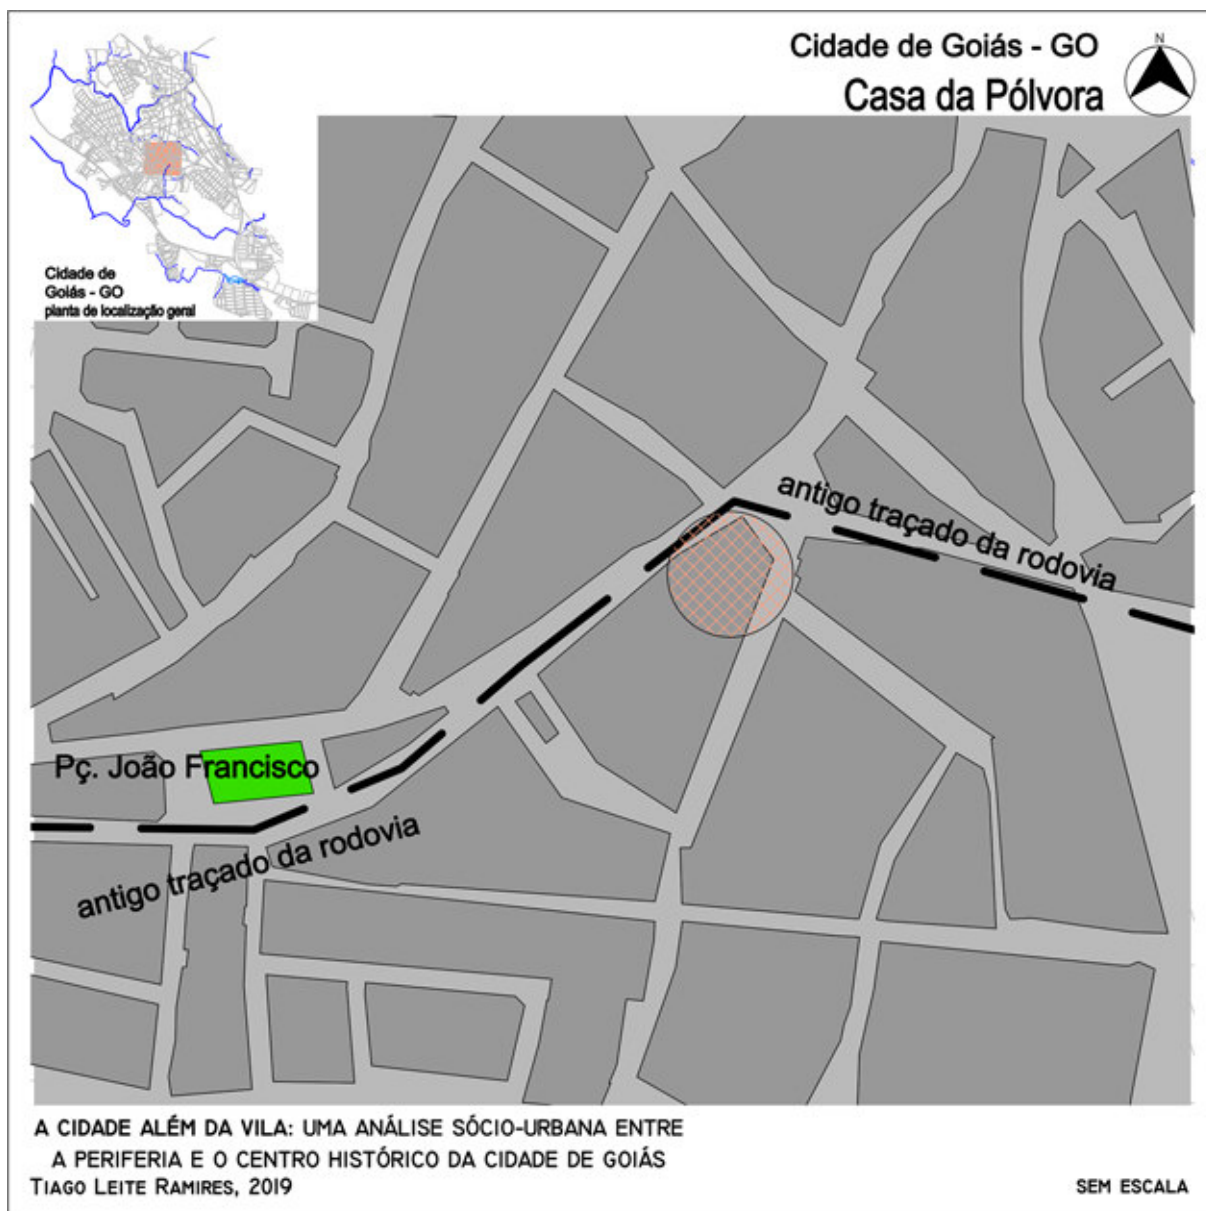 Cidade de Goiás - GO
Casa da Pólvora
N
Cidade de
Goiás - GO
planta de localização geral
antigo traçado da rodovia
Pç. João Francisco
antigo traçado da rodovia
A CIDADE ALÉM DA VILA: UMA ANÁLISE SÓCIO-URBANA ENTRE
A PERIFERIA E O CENTRO HISTÓRICO DA CIDADE DE GOIÁS
TIAGO LEITE RAMIRES, 2019
SEM ESCALA